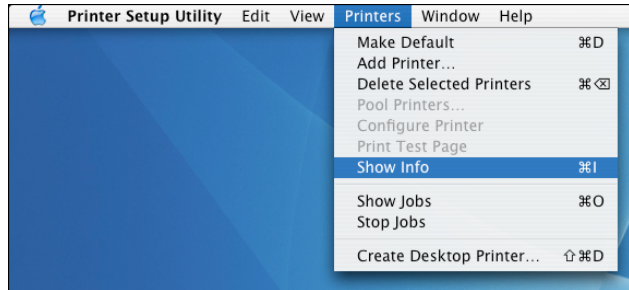 Printer Setup Utility Edit View Printers Window Help
Make Default ⌘D
Add Printer...
Delete Selected Printers ⌘⌫
Pool Printers...
Configure Printer
Print Test Page
Show Info ⌘I
Show Jobs ⌘O
Stop Jobs
Create Desktop Printer... ⇧⌘D